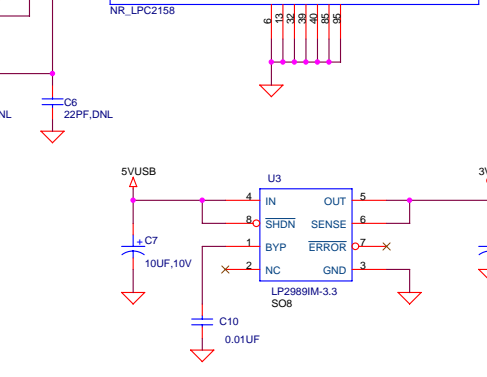 NR_LPC2158
6
13
32
39
40
85
95
NL
C6
22PF,DNL
5VUSB
U3
3V
4
IN
OUT
5
8
SHDN
SENSE
6
+
C7
1
BYP
ERROR
7
10UF,10V
2
NC
GND
3
LP2989IM-3.3
SO8
C10
0.01UF